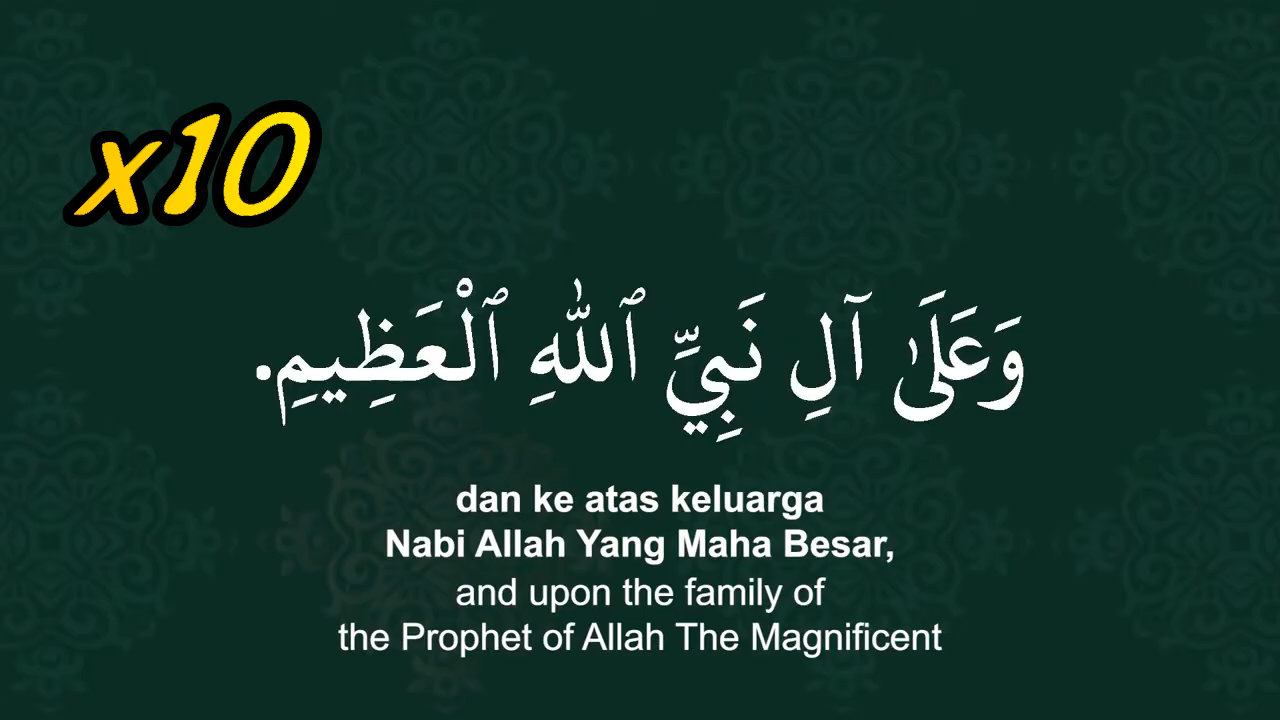 x10
وَعَلَىٰ آلِ نَبِيِّ ٱللّٰهِ ٱلْعَظِيمِ.
dan ke atas keluarga
Nabi Allah Yang Maha Besar,
and upon the family of
the Prophet of Allah The Magnificent